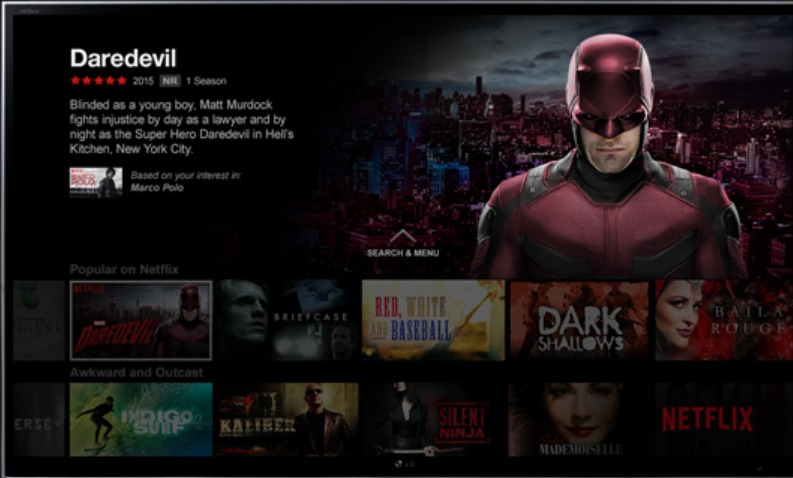 Daredevil
2015 NR 1 Season
Blinded as a young boy, Matt Murdock
fights injustice by day as a lawyer and by
night as the Super Hero Daredevil in Hell's
Kitchen, New York City.
Based on your interest in:
Marco Polo
SEARCH & MENU
Popular on Netflix
NETFLIX
DAREDEVIL
BRIEFCASE
RED, WHITE
AND BASEBALL
DARK
SHALLOWS
BAILA
ROUGE
Awkward and Outcast
INDIGO
SURF
KALIBER
SILENT
NINJA
MADEMOISELLE
NETFLIX
LG